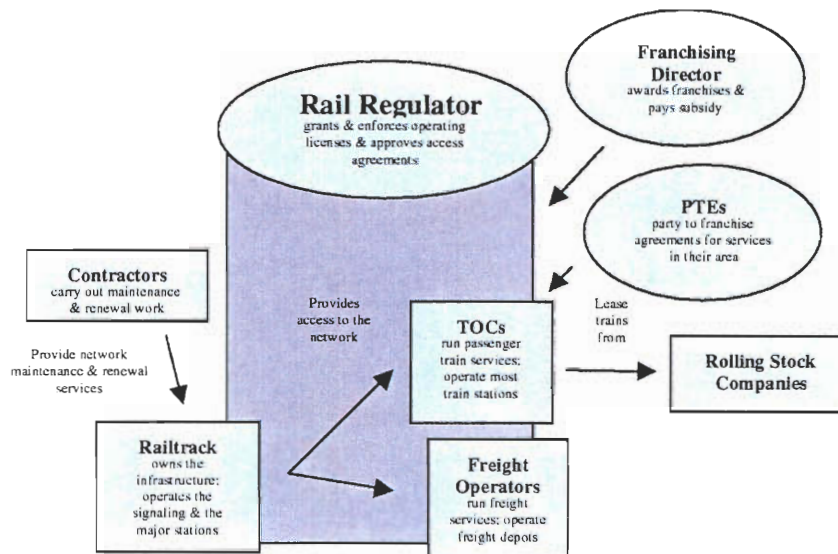 Franchising
Director
awards franchises &
pays subsidy
Rail Regulator
grants & enforces operating
licenses & approves access
agreements
PTEs
party to franchise
agreements for services
in their area
Contractors
carry out maintenance
& renewal work
Provides
access to the
network
Lease
trains
from
TOCs
run passenger
train services;
operate most
train stations
Rolling Stock
Companies
Provide network
maintenance & renewal
services
Railtrack
owns the
infrastructure;
operates the
signaling & the
major stations
Freight
Operators
run freight
services; operate
freight depots